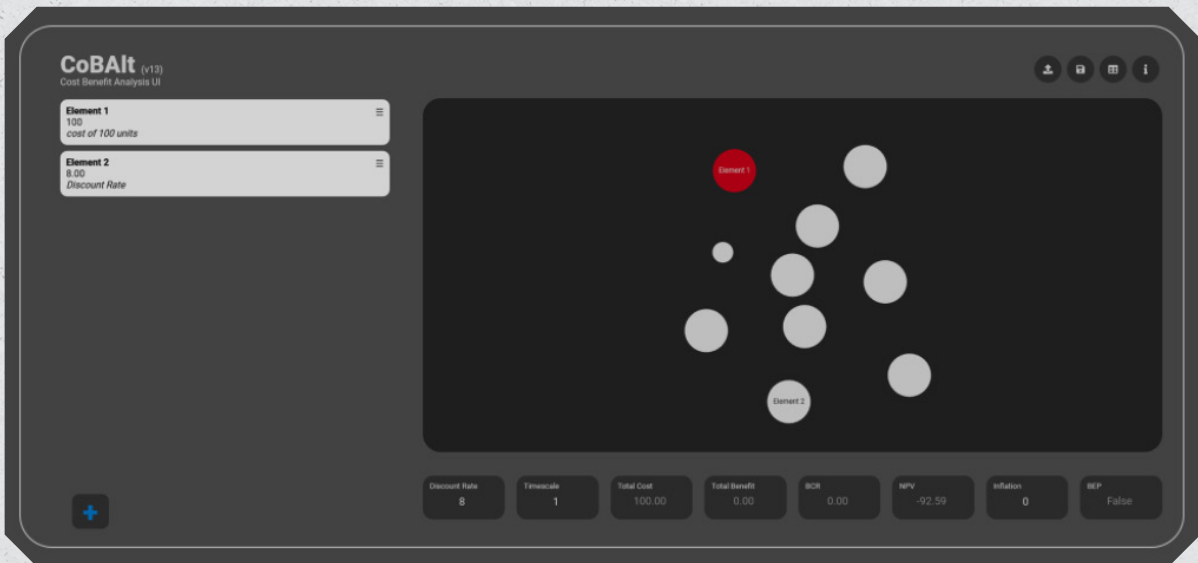 CoBAlt (v13)
Cost Benefit Analysis UI
Element 1
100
cost of 100 units
Element 2
8.00
Discount Rate
Element 1
Element 2
Discount Rate
8
Timescale
1
Total Cost
100.00
Total Benefit
0.00
BCR
0.00
NPV
-92.59
Inflation
0
BEP
False